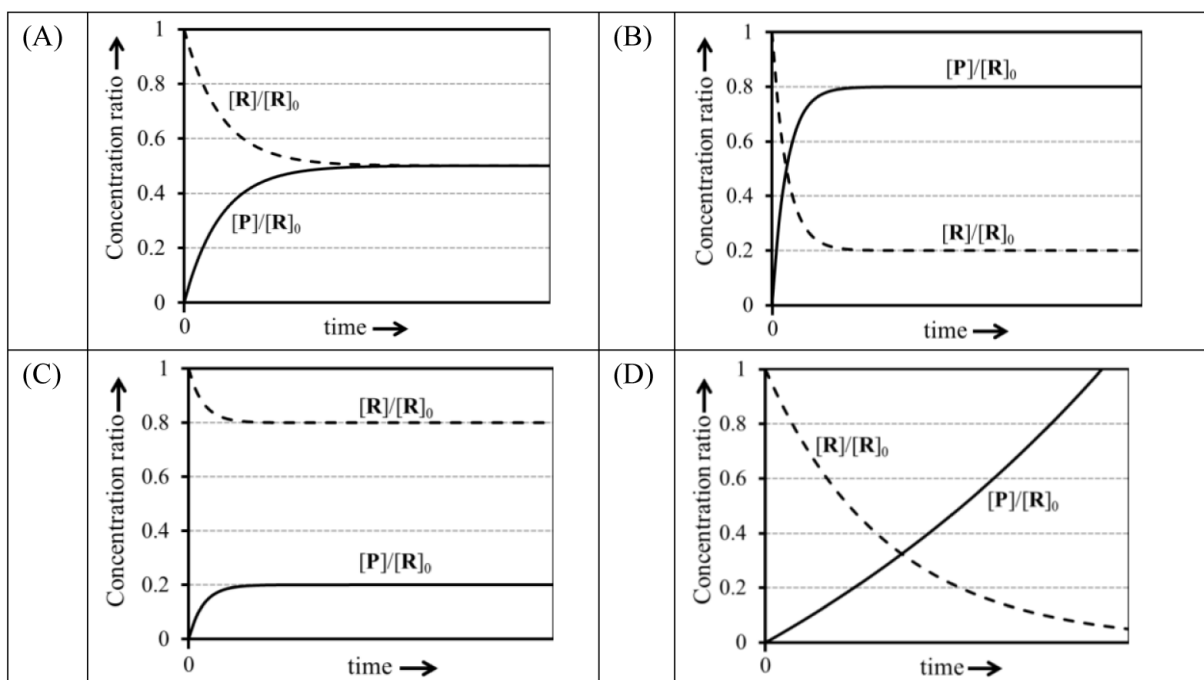 (A)
Concentration ratio
1
0.8
0.6
0.4
0.2
0
[R]/[R]₀
[P]/[R]₀
0
time
(B)
Concentration ratio
1
0.8
0.6
0.4
0.2
0
[P]/[R]₀
[R]/[R]₀
0
time
(C)
Concentration ratio
1
0.8
0.6
0.4
0.2
0
[R]/[R]₀
[P]/[R]₀
0
time
(D)
Concentration ratio
1
0.8
0.6
0.4
0.2
0
[R]/[R]₀
[P]/[R]₀
0
time